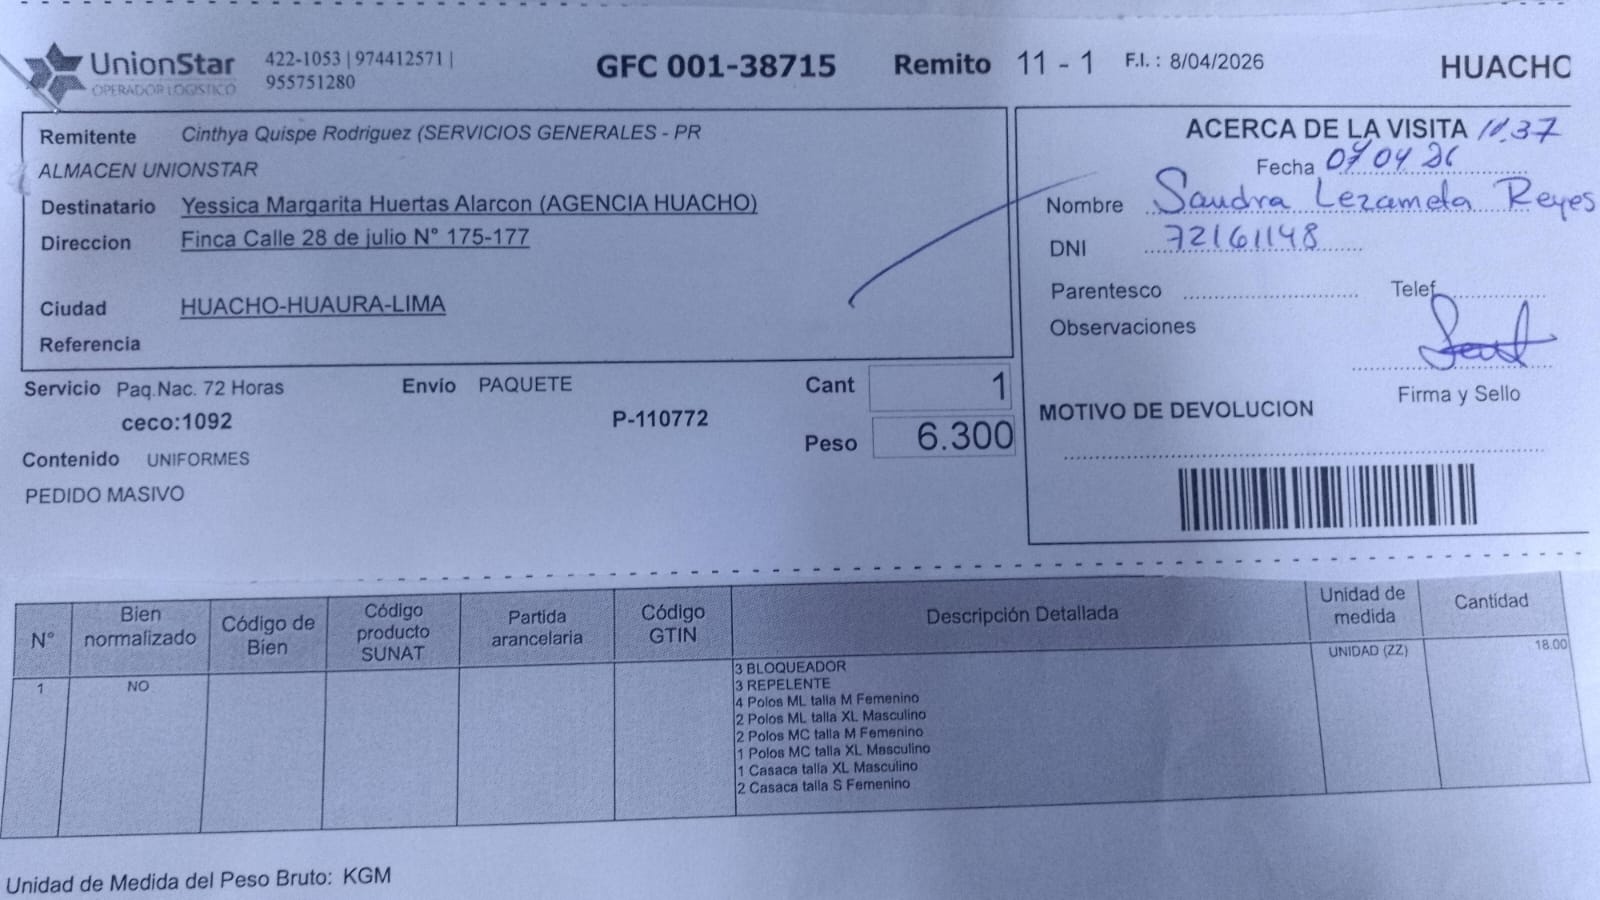 UnionStar
OPERADOR LOGISTICO
422-1053 | 974412571 |
955751280
GFC 001-38715
Remito 11 - 1
F.I. : 8/04/2026
HUACHO
Remitente Cinthya Quispe Rodriguez (SERVICIOS GENERALES - PR
ALMACEN UNIONSTAR
Destinatario Yessica Margarita Huertas Alarcon (AGENCIA HUACHO)
Direccion Finca Calle 28 de julio N° 175-177
Ciudad HUACHO-HUAURA-LIMA
Referencia
ACERCA DE LA VISITA 11:37
Fecha 09 04 26
Nombre Sandra Lezameta Reyes
DNI 72161148
Parentesco Telef
Observaciones
Firma y Sello
MOTIVO DE DEVOLUCION
Servicio Paq.Nac. 72 Horas Envío PAQUETE Cant 1
ceco:1092 P-110772 Peso 6.300
Contenido UNIFORMES
PEDIDO MASIVO
N° Bien normalizado Código de Bien Código producto SUNAT Partida arancelaria Código GTIN Descripción Detallada Unidad de medida Cantidad
1 NO 3 BLOQUEADOR UNIDAD (ZZ) 18.00
3 REPELENTE
4 Polos ML talla M Femenino
2 Polos ML talla XL Masculino
2 Polos MC talla M Femenino
1 Polos MC talla XL Masculino
1 Casaca talla XL Masculino
2 Casaca talla S Femenino
Unidad de Medida del Peso Bruto: KGM